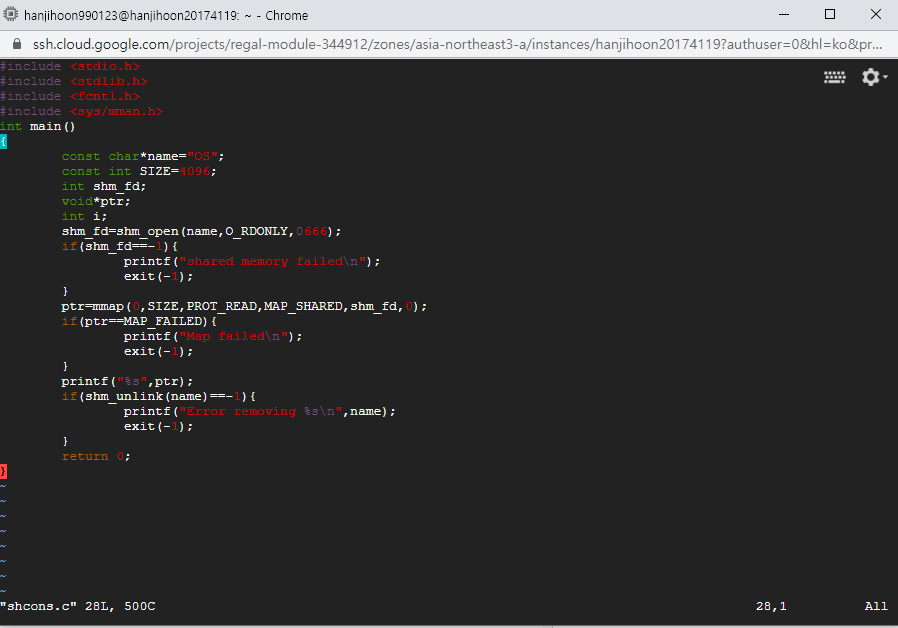 hanjihoon990123@hanjihoon20174119: ~ - Chrome
ssh.cloud.google.com/projects/regal-module-344912/zones/asia-northeast3-a/instances/hanjihoon20174119?authuser=0&hl=ko&pr...
#include <stdio.h>
#include <stdlib.h>
#include <fcntl.h>
#include <sys/mman.h>
int main()
{
        const char*name="OS";
        const int SIZE=4096;
        int shm_fd;
        void*ptr;
        int i;
        shm_fd=shm_open(name,O_RDONLY,0666);
        if(shm_fd==-1){
                printf("shared memory failed\n");
                exit(-1);
        }
        ptr=mmap(0,SIZE,PROT_READ,MAP_SHARED,shm_fd,0);
        if(ptr==MAP_FAILED){
                printf("Map failed\n");
                exit(-1);
        }
        printf("%s",ptr);
        if(shm_unlink(name)==-1){
                printf("Error removing %s\n",name);
                exit(-1);
        }
        return 0;
}
~
~
~
~
~
~
~
~
"shcons.c" 28L, 500C 28,1 All